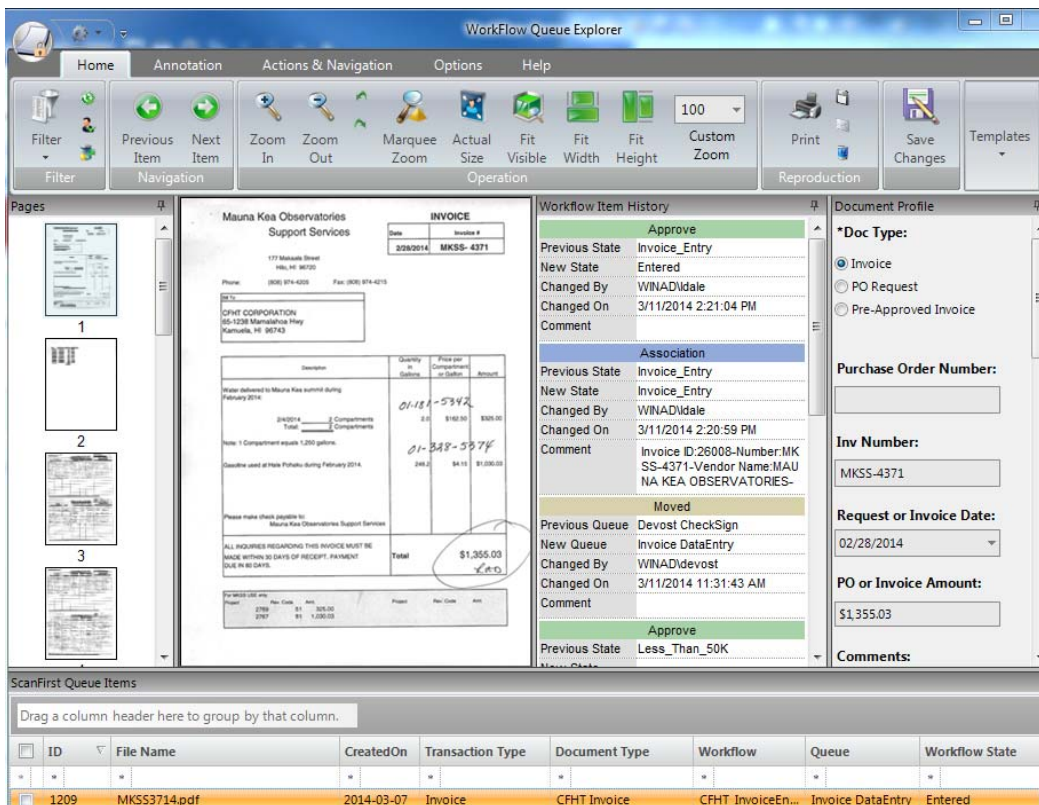 WorkFlow Queue Explorer
Home Annotation Actions & Navigation Options Help
Filter
Previous Item
Next Item
Zoom In
Zoom Out
Marquee Zoom
Actual Size
Fit Visible
Fit Width
Fit Height
100
Custom Zoom
Print
Save Changes
Templates
Filter Navigation Operation Reproduction
Pages
1
2
3
Mauna Kea Observatories
Support Services
INVOICE
Date Invoice #
2/28/2014 MKSS- 4371
177 Makaala Street
Hilo, HI 96720
Phone: (808) 974-4205 Fax: (808) 974-4215
Bill To
CFHT CORPORATION
65-1238 Mamalahoa Hwy
Kamuela, HI 96743
Description Quantity in Gallons Price per Compartment or Gallon Amount
Water delivered to Mauna Kea summit during
February 2014:
01-181-5342
2/4/2014 2 Compartments 2.0 $162.50 $325.00
Total: 2 Compartments
Note: 1 Compartment equals 1,250 gallons.
01-328-5374
Gasoline used at Hale Pohaku during February 2014. 248.2 $4.15 $1,030.03
Please make check payable to:
Mauna Kea Observatories Support Services
ALL INQUIRIES REGARDING THIS INVOICE MUST BE
MADE WITHIN 30 DAYS OF RECEIPT. PAYMENT
DUE IN 60 DAYS.
Total $1,355.03
For MKSS USE only
Project Rev. Code Amt. Project Rev. Code Amt.
2769 51 325.00
2767 91 1,030.03
Workflow Item History
Approve
Previous State Invoice_Entry
New State Entered
Changed By WINAD\ldale
Changed On 3/11/2014 2:21:04 PM
Comment
Association
Previous State Invoice_Entry
New State Invoice_Entry
Changed By WINAD\ldale
Changed On 3/11/2014 2:20:59 PM
Comment Invoice ID:26008-Number:MK
SS-4371-Vendor Name:MAU
NA KEA OBSERVATORIES-
Moved
Previous Queue Devost CheckSign
New Queue Invoice DataEntry
Changed By WINAD\devost
Changed On 3/11/2014 11:31:43 AM
Comment
Approve
Previous State Less_Than_50K
New State
Document Profile
*Doc Type:
Invoice
PO Request
Pre-Approved Invoice
Purchase Order Number:
Inv Number:
MKSS-4371
Request or Invoice Date:
02/28/2014
PO or Invoice Amount:
$1,355.03
Comments:
ScanFirst Queue Items
Drag a column header here to group by that column.
ID File Name CreatedOn Transaction Type Document Type Workflow Queue Workflow State
1209 MKSS3714.pdf 2014-03-07 Invoice CFHT Invoice CFHT_InvoiceEn... Invoice DataEntry Entered